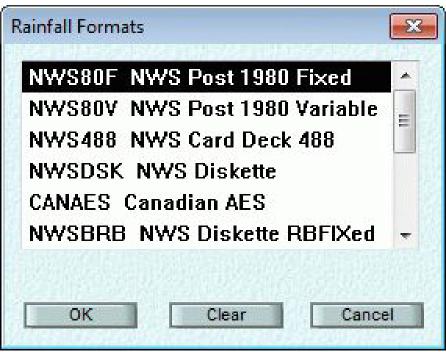 Rainfall Formats
NWS80F NWS Post 1980 Fixed
NWS80V NWS Post 1980 Variable
NWS488 NWS Card Deck 488
NWSDSK NWS Diskette
CANAES Canadian AES
NWSBRB NWS Diskette RBFIXed
OK Clear Cancel